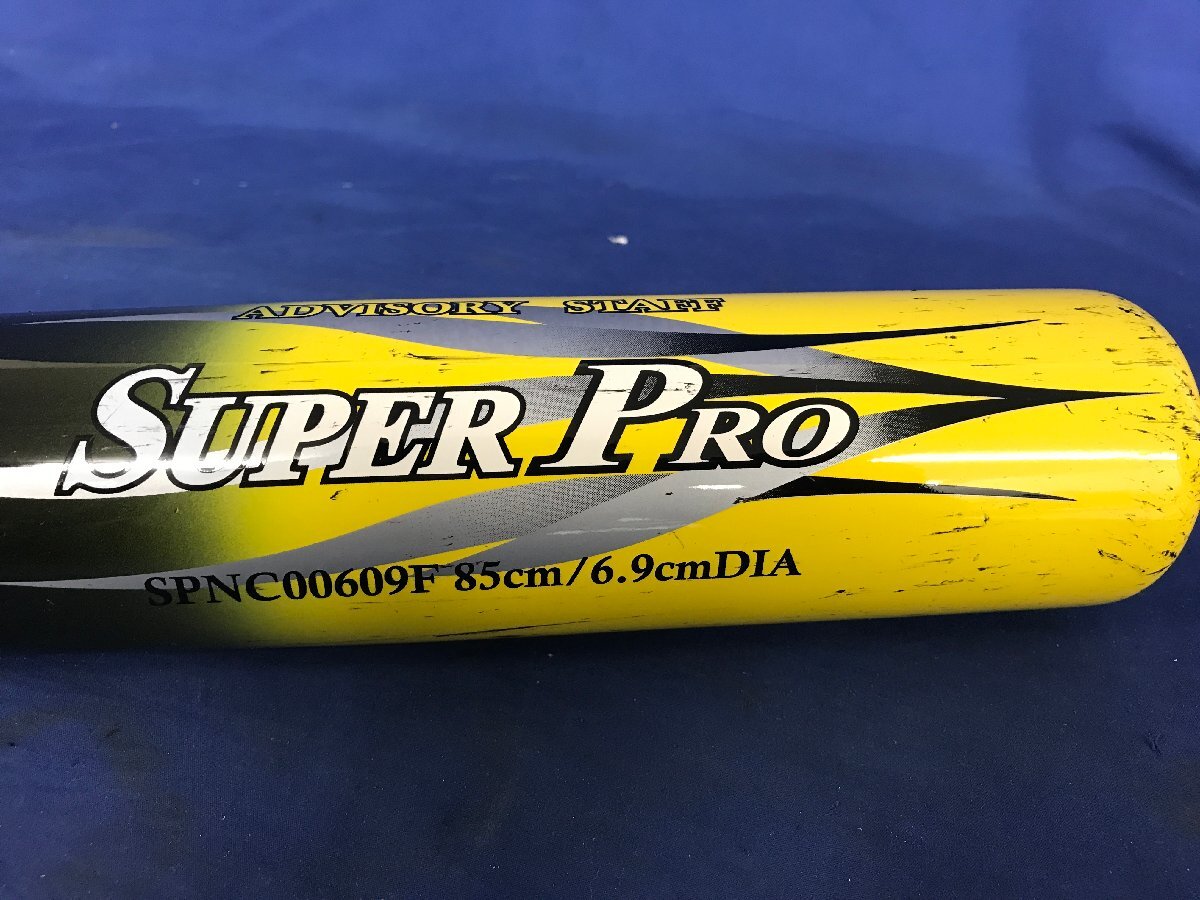 ADVISORY STAFF
SUPER PRO
SPNC00609F 85cm/6.9cmDIA